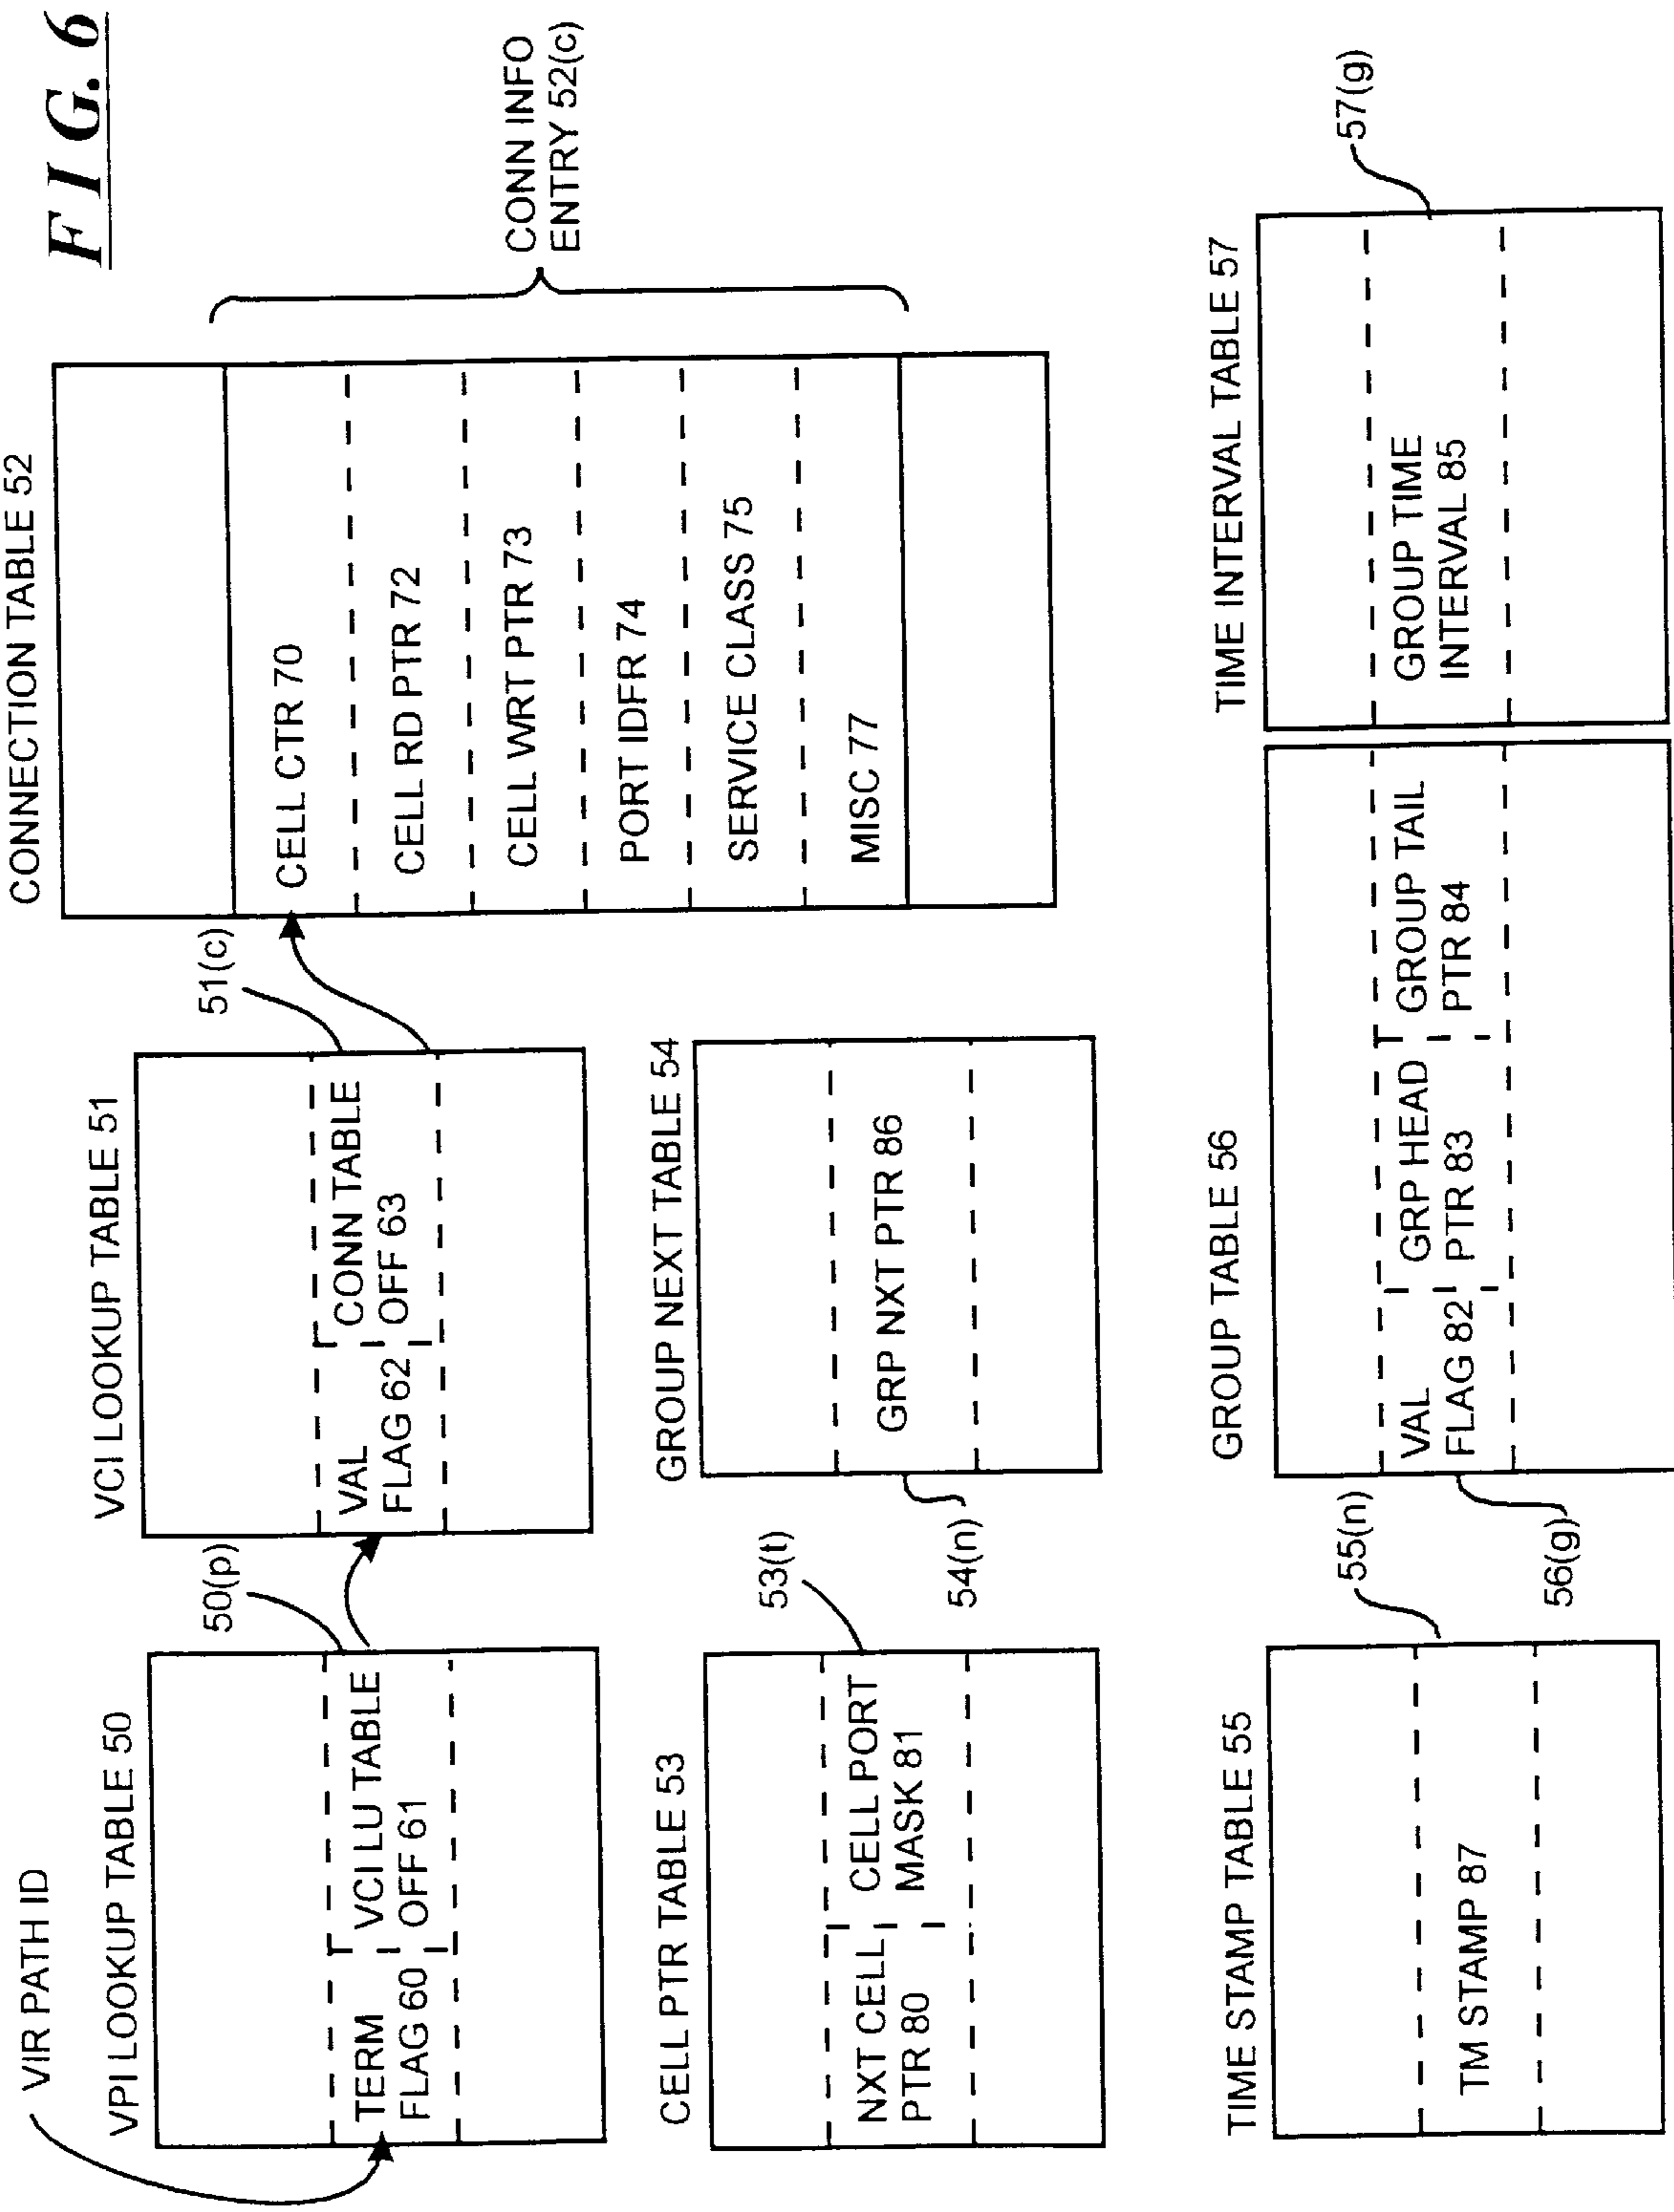 FIG. 6
VIR PATH ID
VPI LOOKUP TABLE 50
50(p)
TERM
FLAG 60
VCI LU TABLE
OFF 61
VCI LOOKUP TABLE 51
51(c)
VAL
FLAG 62
CONN TABLE
OFF 63
CONNECTION TABLE 52
CELL CTR 70
CELL RD PTR 72
CELL WRT PTR 73
PORT IDFR 74
SERVICE CLASS 75
MISC 77
CONN INFO
ENTRY 52(c)
CELL PTR TABLE 53
53(t)
NXT CELL
PTR 80
CELL PORT
MASK 81
GROUP NEXT TABLE 54
GRP NXT PTR 86
54(n)
TIME STAMP TABLE 55
TM STAMP 87
55(n)
GROUP TABLE 56
VAL
FLAG 82
GRP HEAD
PTR 83
GROUP TAIL
PTR 84
56(g)
TIME INTERVAL TABLE 57
GROUP TIME
INTERVAL 85
57(g)